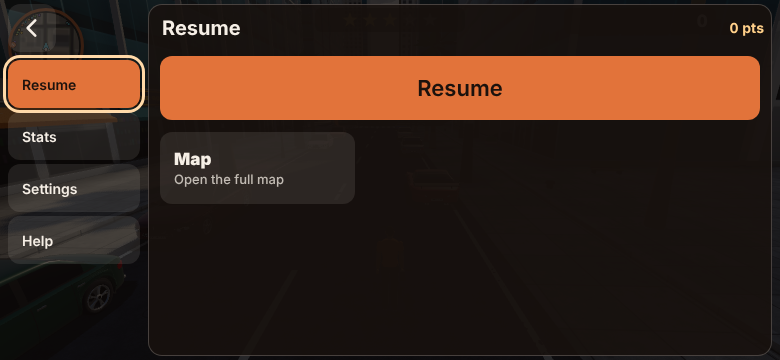 Resume
0 pts
Resume
Stats
Settings
Help
Resume
Map
Open the full map